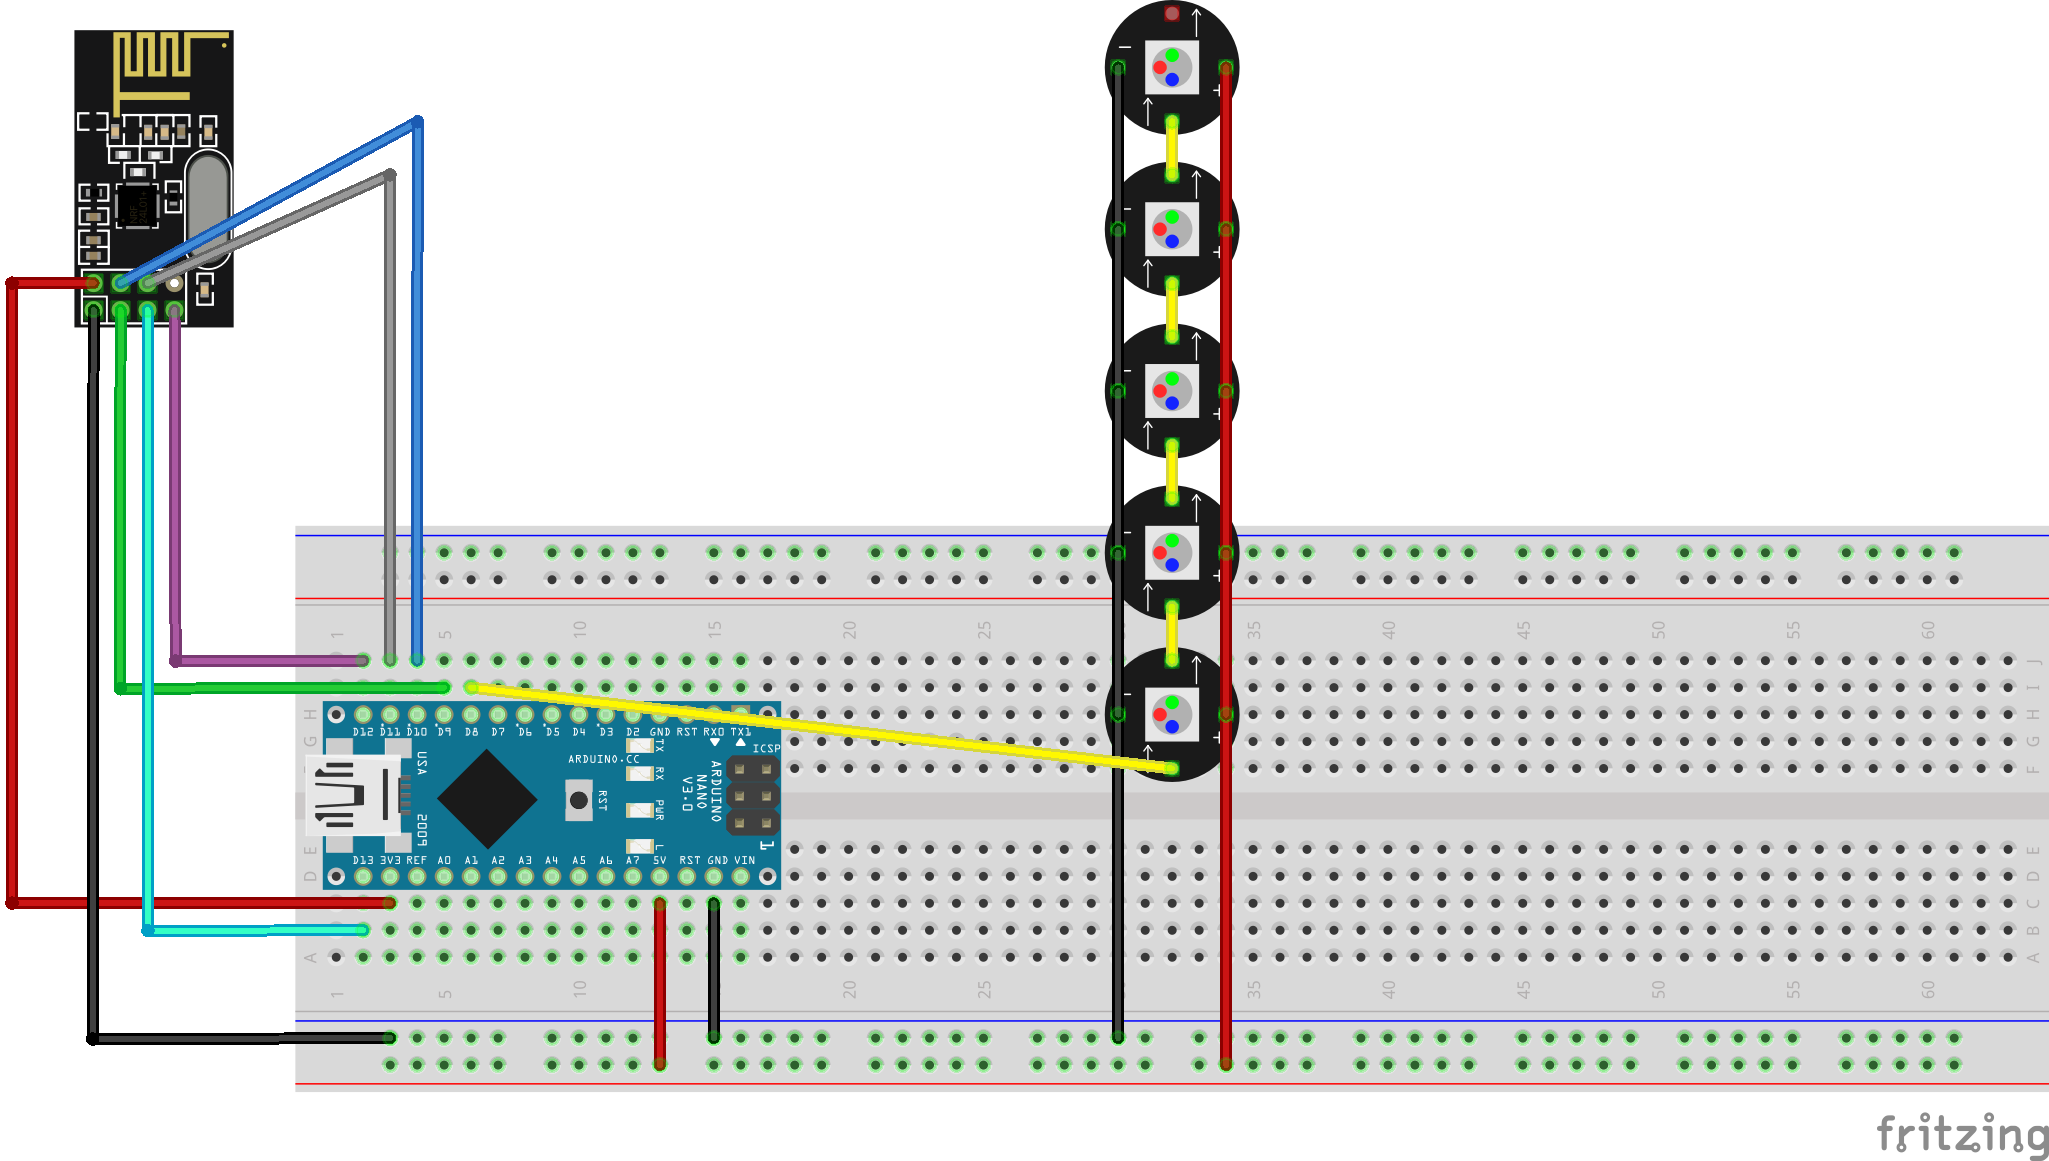 NRF
24L01+
1 5 10 15 20 25 35 40 45 50 55 60
J
I
H H
G G
F
D12 D11 D10 D9 D8 D7 D6 D5 D4 D3 D2 GND RST RX0 TX1
TX
RX
PWR
L
USA
2009
ARDUINO.CC
RST
ARDUINO
NANO
V3.0
ICSP
1
D13 3V3 REF A0 A1 A2 A3 A4 A5 A6 A7 5V RST GND VIN
E E
D D
C
B
A A
1 5 10 20 25 35 40 45 50 55 60
fritzing